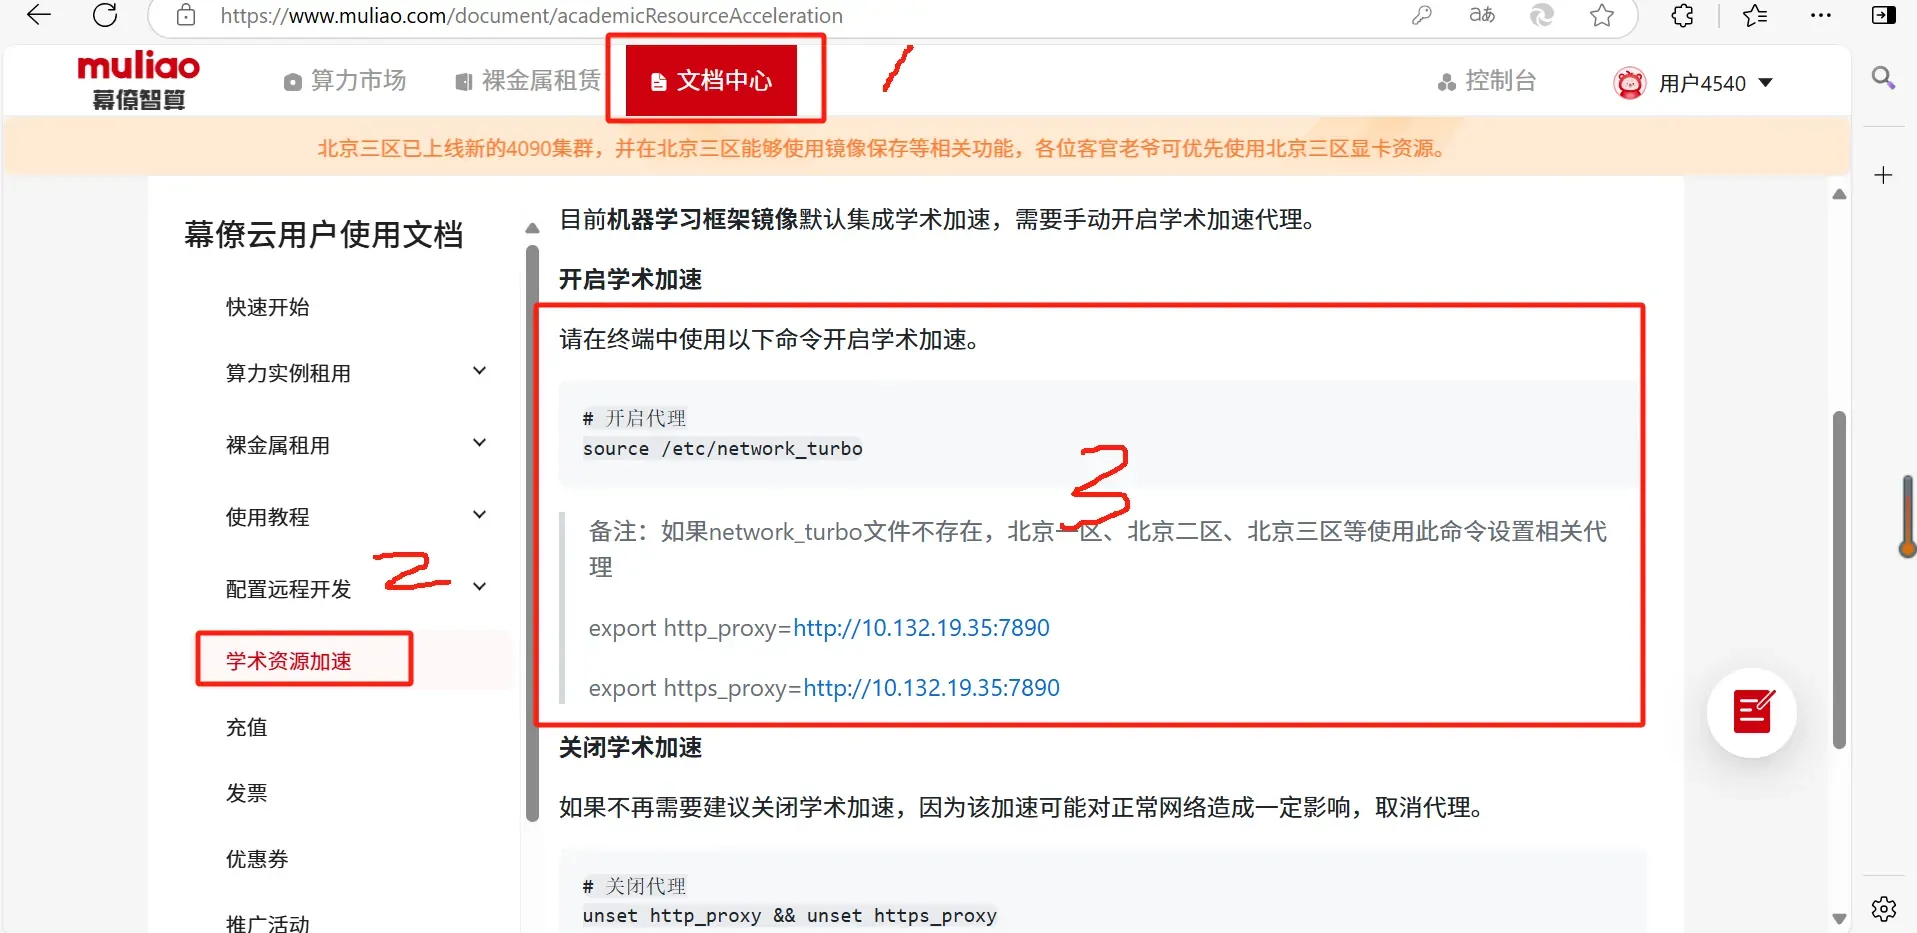 https://www.muliao.com/document/academicResourceAcceleration
aあ
muliao
幕僚智算
算力市场
裸金属租赁
文档中心
1
控制台
用户4540
北京三区已上线新的4090集群，并在北京三区能够使用镜像保存等相关功能，各位客官老爷可优先使用北京三区显卡资源。
幕僚云用户使用文档
快速开始
算力实例租用
裸金属租用
使用教程
配置远程开发
2
学术资源加速
充值
发票
优惠券
推广活动
目前机器学习框架镜像默认集成学术加速，需要手动开启学术加速代理。
开启学术加速
请在终端中使用以下命令开启学术加速。
# 开启代理
source /etc/network_turbo
3
备注：如果network_turbo文件不存在，北京一区、北京二区、北京三区等使用此命令设置相关代
理
export http_proxy=http://10.132.19.35:7890
export https_proxy=http://10.132.19.35:7890
关闭学术加速
如果不再需要建议关闭学术加速，因为该加速可能对正常网络造成一定影响，取消代理。
# 关闭代理
unset http_proxy && unset https_proxy